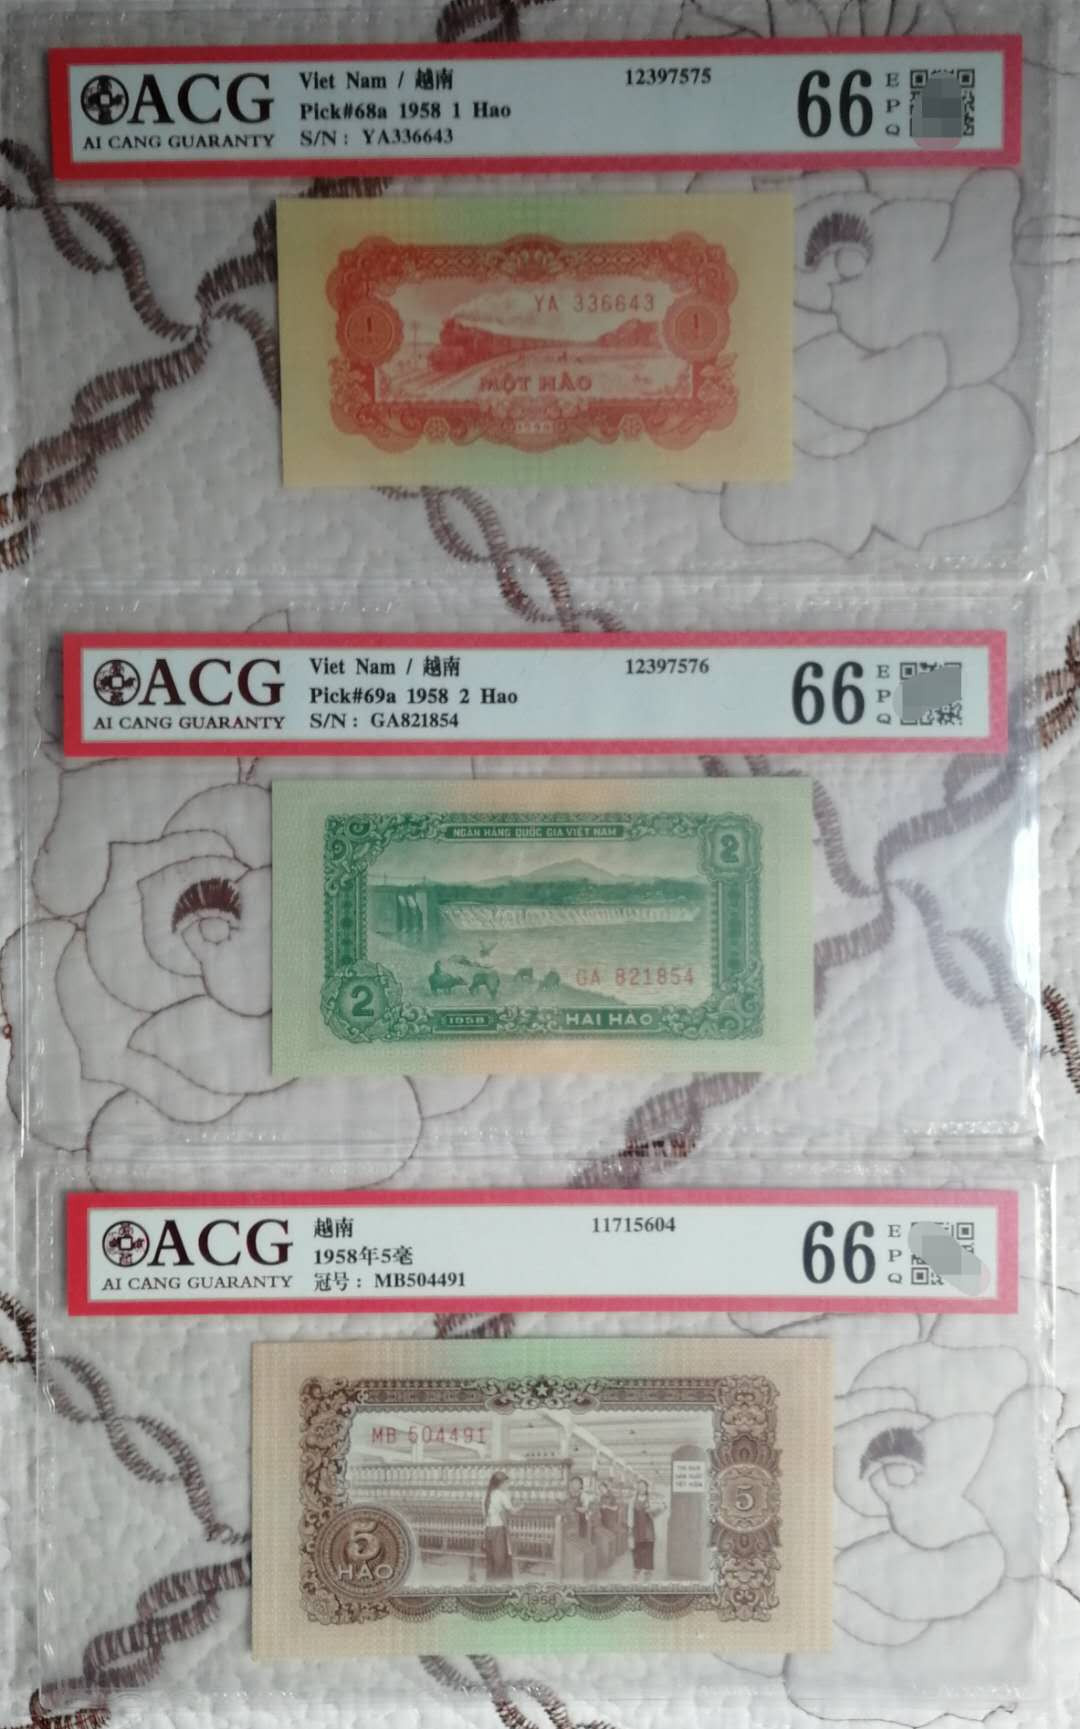 ACG
AI CANG GUARANTY
Viet Nam / 越南
Pick#68a 1958 1 Hao
S/N: YA336643
12397575
66
E
P
Q
YA 336643
1
1
MỘT HÀO
1958
ACG
AI CANG GUARANTY
Viet Nam / 越南
Pick#69a 1958 2 Hao
S/N: GA821854
12397576
66
E
P
Q
NGÂN HÀNG QUỐC GIA VIỆT NAM
2
GA 821854
2
1958
HAI HÀO
ACG
AI CANG GUARANTY
越南
1958年5毫
冠号: MB504491
11715604
66
E
P
Q
MB 504491
5
5
HÀO
1958